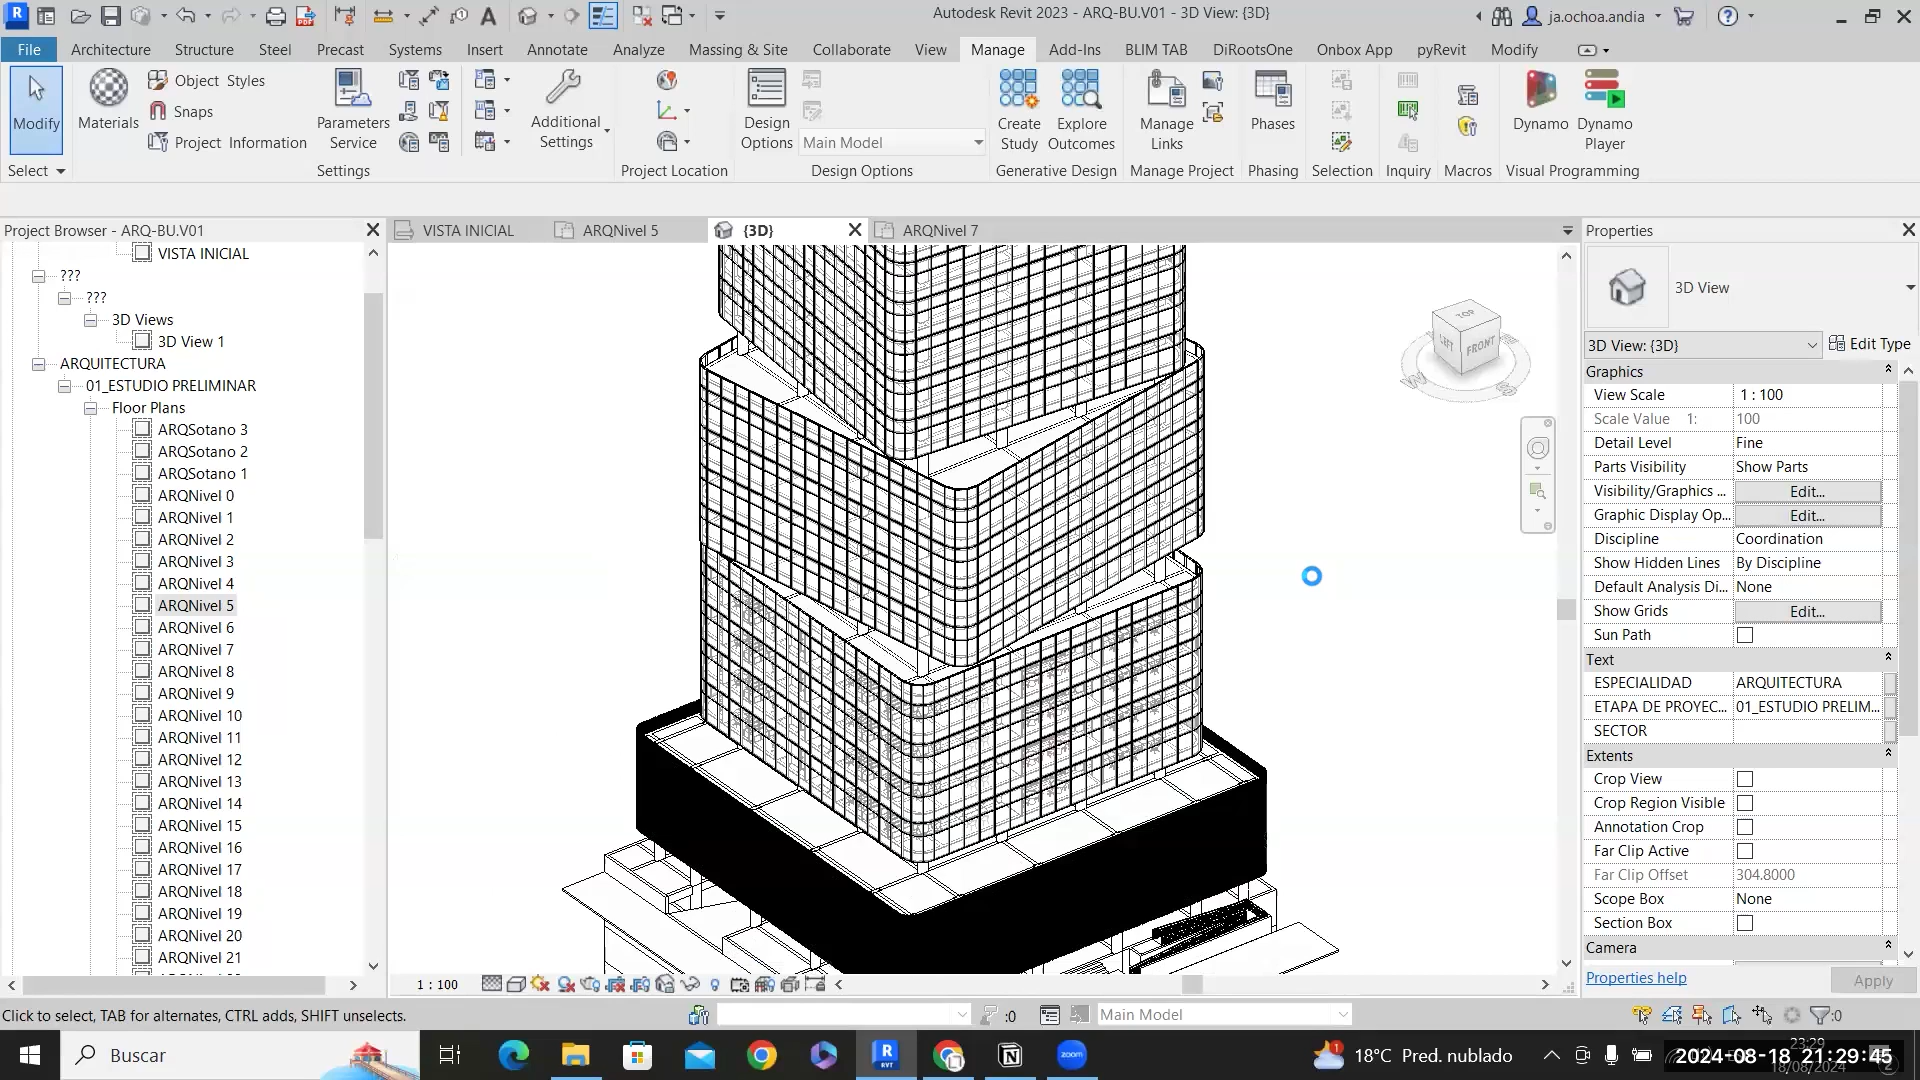 Autodesk Revit 2023 - ARQ-BU.V01 - 3D View: {3D}
ja.ochoa.andia
File Architecture Structure Steel Precast Systems Insert Annotate Analyze Massing & Site Collaborate View Manage Add-Ins BLIM TAB DiRootsOne Onbox App pyRevit Modify
Modify
Materials
Object Styles
Snaps
Project Information
Parameters Service
Additional Settings
Design Options
Main Model
Create Study
Explore Outcomes
Manage Links
Phases
Dynamo
Dynamo Player
Select Settings Project Location Design Options Generative Design Manage Project Phasing Selection Inquiry Macros Visual Programming
Project Browser - ARQ-BU.V01
VISTA INICIAL
???
???
3D Views
3D View 1
ARQUITECTURA
01_ESTUDIO PRELIMINAR
Floor Plans
ARQSotano 3
ARQSotano 2
ARQSotano 1
ARQNivel 0
ARQNivel 1
ARQNivel 2
ARQNivel 3
ARQNivel 4
ARQNivel 5
ARQNivel 6
ARQNivel 7
ARQNivel 8
ARQNivel 9
ARQNivel 10
ARQNivel 11
ARQNivel 12
ARQNivel 13
ARQNivel 14
ARQNivel 15
ARQNivel 16
ARQNivel 17
ARQNivel 18
ARQNivel 19
ARQNivel 20
ARQNivel 21
VISTA INICIAL ARQNivel 5 {3D} ARQNivel 7
TOP
LEFT FRONT
W S
1 : 100
Properties
3D View
3D View: {3D} Edit Type
Graphics
View Scale 1 : 100
Scale Value 1: 100
Detail Level Fine
Parts Visibility Show Parts
Visibility/Graphics ... Edit...
Graphic Display Op... Edit...
Discipline Coordination
Show Hidden Lines By Discipline
Default Analysis Di... None
Show Grids Edit...
Sun Path
Text
ESPECIALIDAD ARQUITECTURA
ETAPA DE PROYEC... 01_ESTUDIO PRELIM...
SECTOR
Extents
Crop View
Crop Region Visible
Annotation Crop
Far Clip Active
Far Clip Offset 304.8000
Scope Box None
Section Box
Camera
Properties help Apply
Click to select, TAB for alternates, CTRL adds, SHIFT unselects.
:0
Main Model
:0
Buscar
R
RVT
zoom
1
18°C Pred. nublado
23:29
2024-08-18 21:29:45
18/08/2024
2